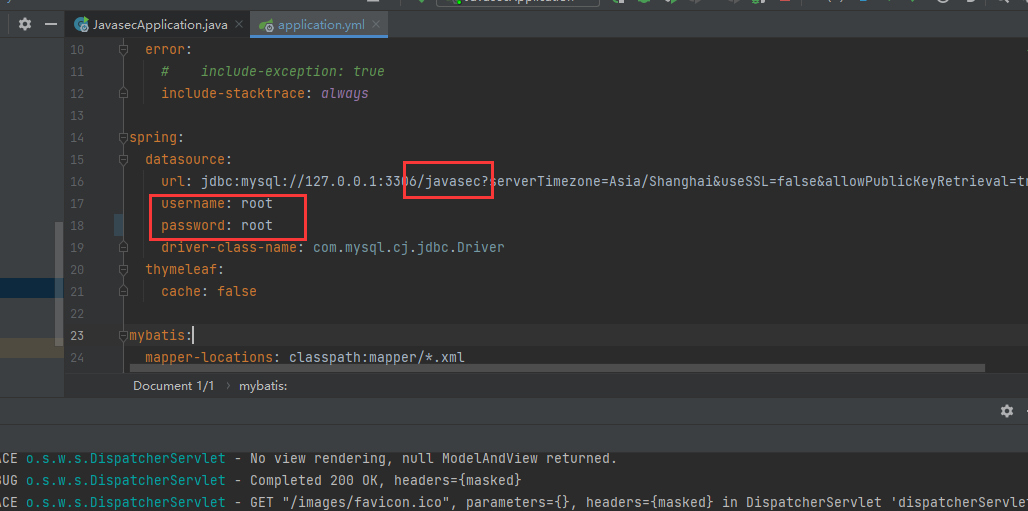 JavasecApplication.java application.yml
10 error:
11 # include-exception: true
12 include-stacktrace: always
13
14 spring:
15 datasource:
16 url: jdbc:mysql://127.0.0.1:3306/javasec?serverTimezone=Asia/Shanghai&useSSL=false&allowPublicKeyRetrieval=tr
17 username: root
18 password: root
19 driver-class-name: com.mysql.cj.jdbc.Driver
20 thymeleaf:
21 cache: false
22
23 mybatis:
24 mapper-locations: classpath:mapper/*.xml
Document 1/1 › mybatis:
ACE o.s.w.s.DispatcherServlet - No view rendering, null ModelAndView returned.
BUG o.s.w.s.DispatcherServlet - Completed 200 OK, headers={masked}
ACE o.s.w.s.DispatcherServlet - GET "/images/favicon.ico", parameters={}, headers={masked} in DispatcherServlet 'dispatcherServlet